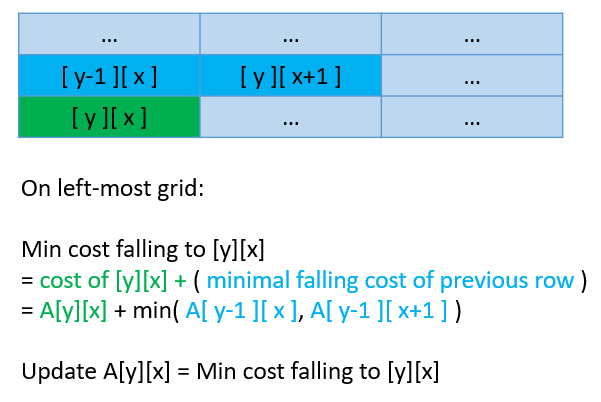 ... ... ...
[ y-1 ][ x ] [ y ][ x+1 ] ...
[ y ][ x ] ... ...
On left-most grid:
Min cost falling to [y][x]
= cost of [y][x] + ( minimal falling cost of previous row )
= A[y][x] + min( A[ y-1 ][ x ], A[ y-1 ][ x+1 ] )
Update A[y][x] = Min cost falling to [y][x]